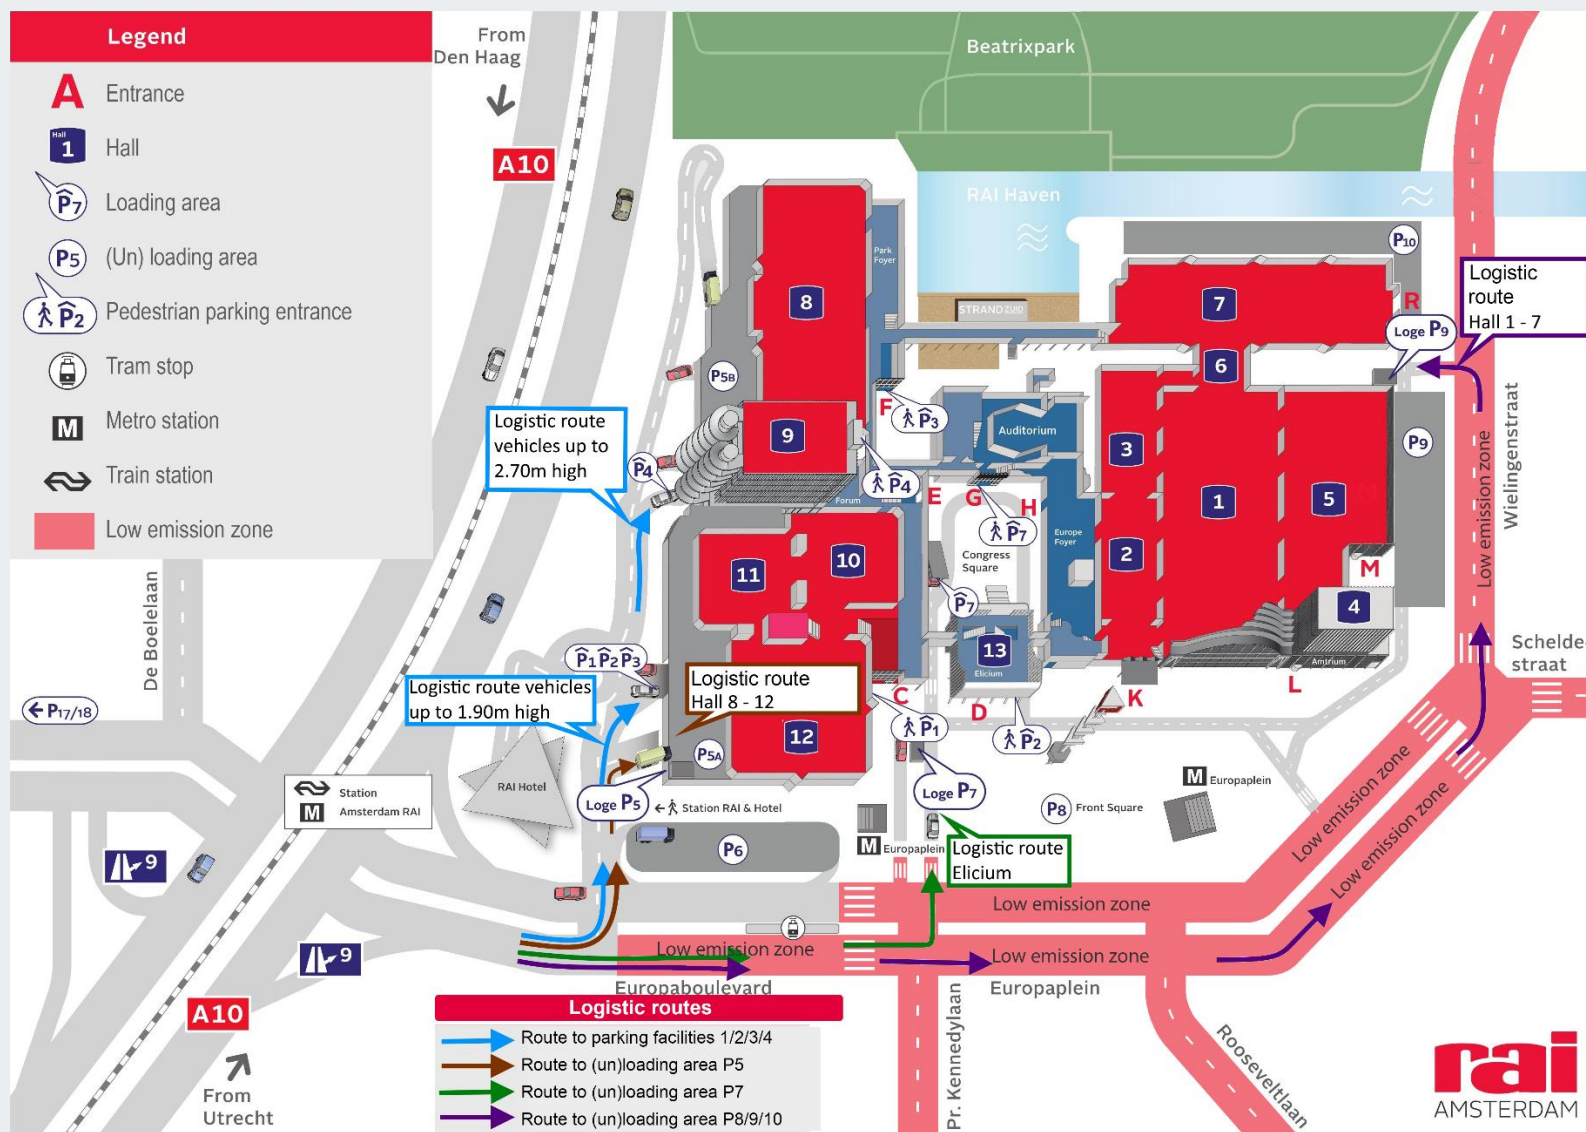 Legend
A Entrance
Hall
1
Hall
P7
Loading area
P5
(Un) loading area
P2
Pedestrian parking entrance
Tram stop
M
Metro station
Train station
Low emission zone
From
Den Haag
A10
Beatrixpark
RAI Haven
STRANDZUID
Park
Foyer
8
P5B
9
F
P3
P4
P4
Forum
Auditorium
E
G
H
P7
Congress
Square
Europe
Foyer
P7
13
Elicium
P10
7
R
Loge P9
Logistic
route
Hall 1 - 7
6
3
1
5
2
P9
M
4
Amtrium
K
L
Low emission zone
Wielingenstraat
Schelde-
straat
Logistic route
vehicles up to
2.70m high
11
10
P1 P2 P3
Logistic route vehicles
up to 1.90m high
Logistic route
Hall 8 - 12
C
D
P1
P2
12
P5A
Loge P5
Loge P7
RAI Hotel
Station RAI & Hotel
P6
M Europaplein
Logistic route
Elicium
P8 Front Square
M Europaplein
De Boelelaan
← P17/18
Station
M Amsterdam RAI
9
9
A10
From
Utrecht
Low emission zone
Low emission zone
Low emission zone
Low emission zone
Low emission zone
Europaboulevard
Europaplein
Pr. Kennedylaan
Rooseveltlaan
Logistic routes
Route to parking facilities 1/2/3/4
Route to (un)loading area P5
Route to (un)loading area P7
Route to (un)loading area P8/9/10
rai
AMSTERDAM